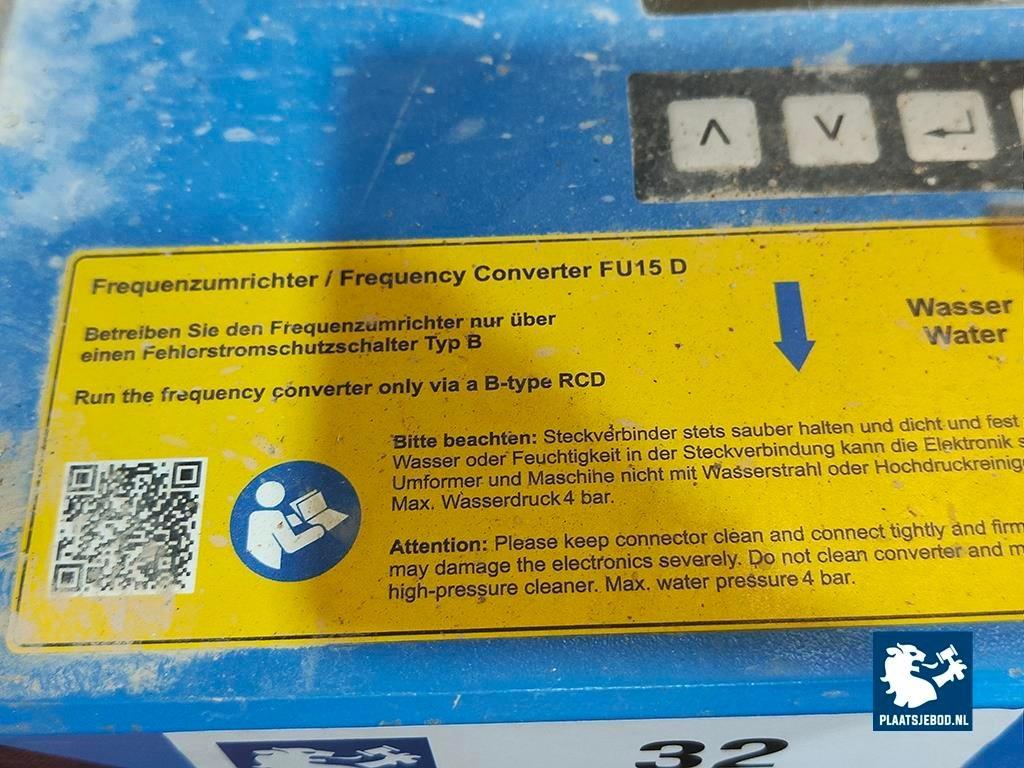 Frequenzumrichter / Frequency Converter FU15 D
Betreiben Sie den Frequenzumrichter nur über
einen Fehlerstromschutzschalter Typ B
Run the frequency converter only via a B-type RCD
Wasser
Water
Bitte beachten: Steckverbinder stets sauber halten und dicht und fest
Wasser oder Feuchtigkeit in der Steckverbindung kann die Elektronik s
Umformer und Maschihe nicht mit Wasserstrahl oder Hochdruckreinige
Max. Wasserdruck 4 bar.
Attention: Please keep connector clean and connect tightly and firm
may damage the electronics severely. Do not clean converter and m
high-pressure cleaner. Max. water pressure 4 bar.
PLAATSJEBOD.NL
32